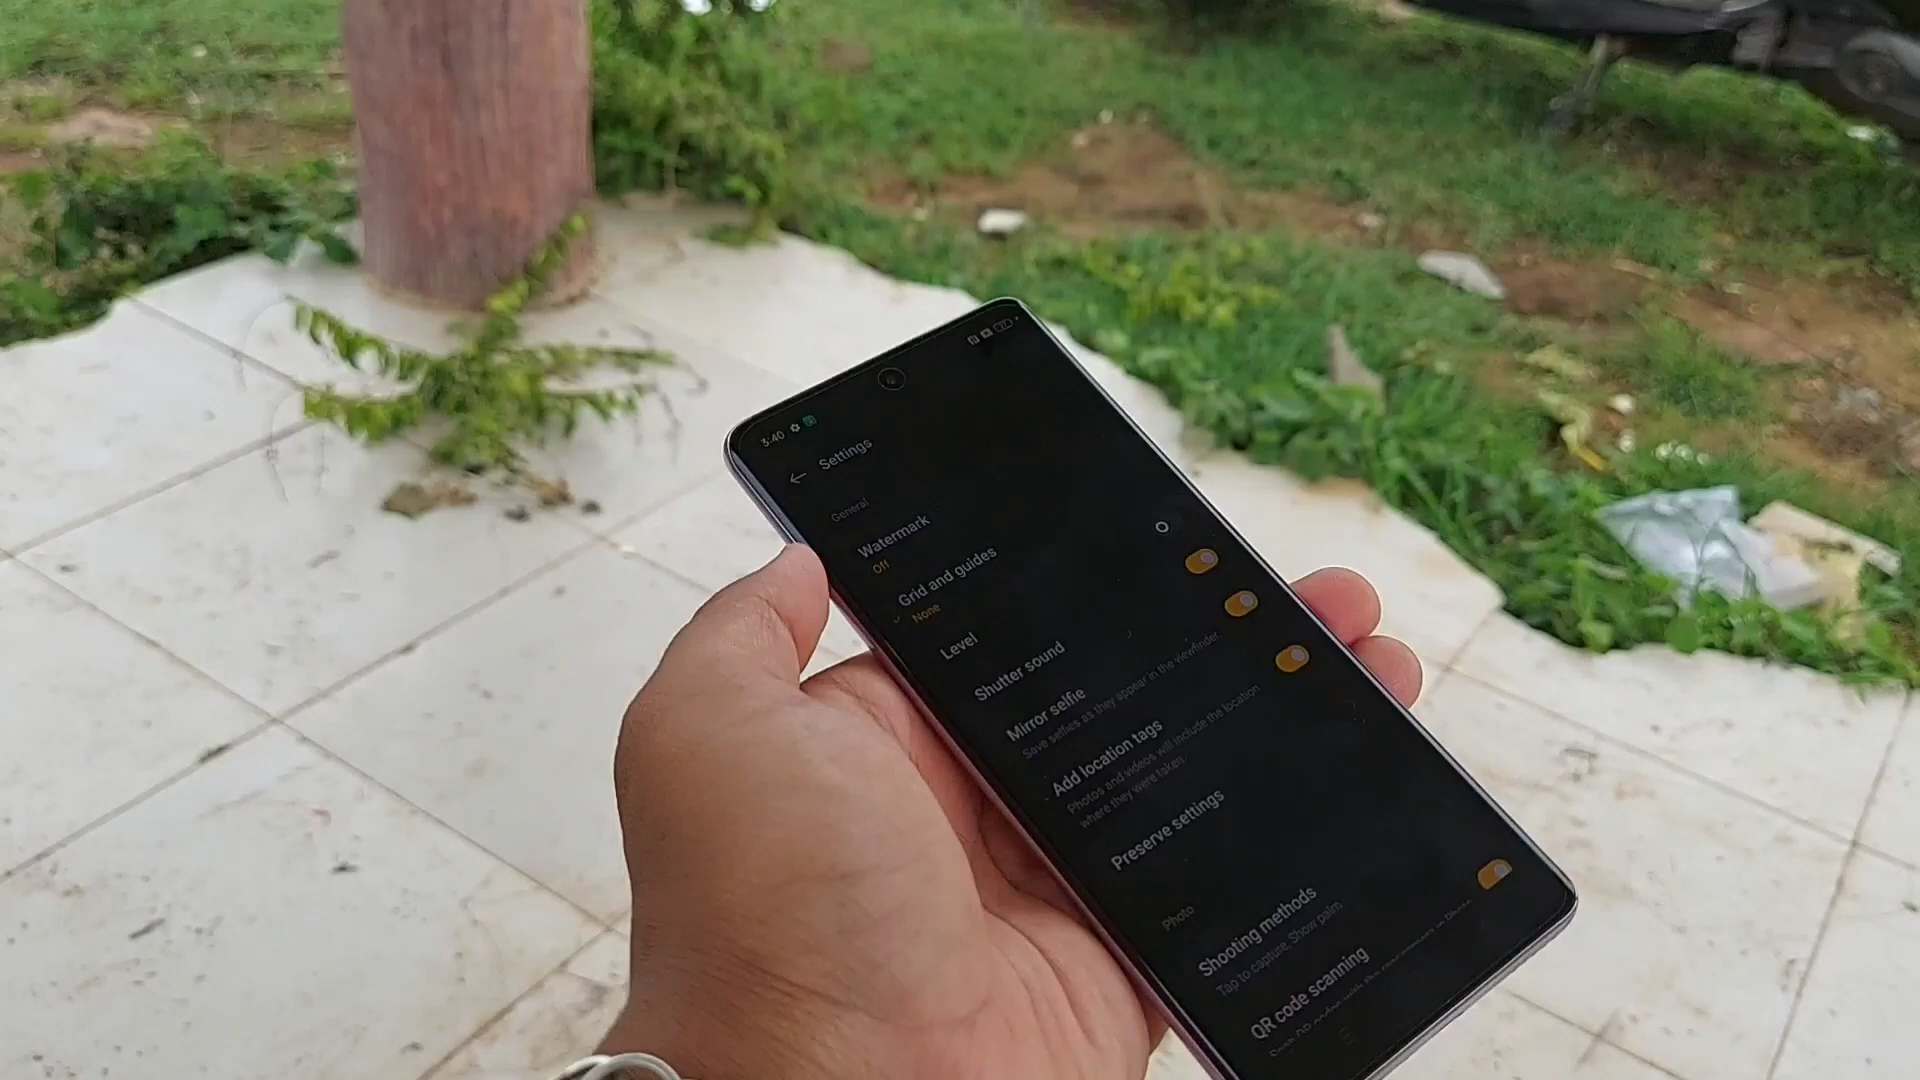 3:40
Settings
General
Watermark
Off
Grid and guides
None
Level
Shutter sound
Mirror selfie
Save selfies as they appear in the viewfinder.
Add location tags
Photos and videos will include the location
where they were taken.
Preserve settings
Photo
Shooting methods
Tap to capture, Show palm
QR code scanning